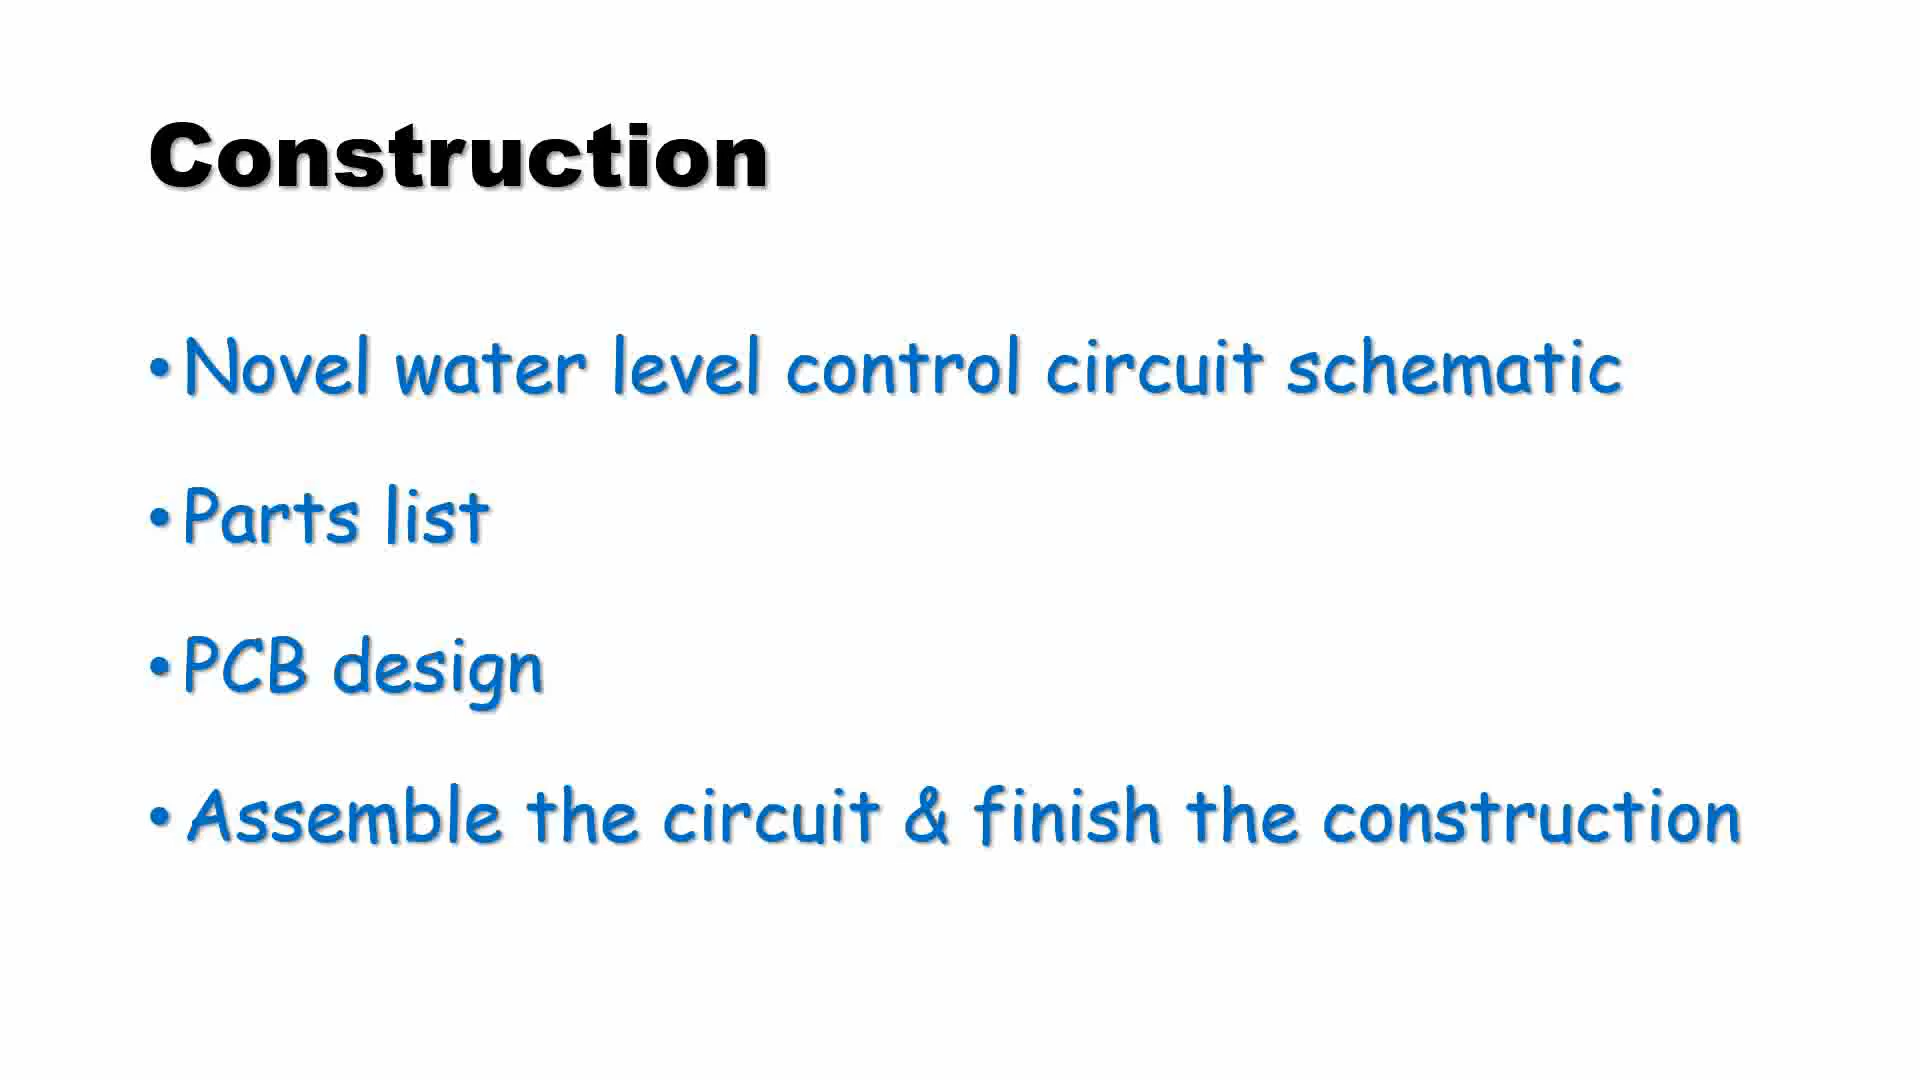 Construction
• Novel water level control circuit schematic
• Parts list
• PCB design
• Assemble the circuit & finish the construction